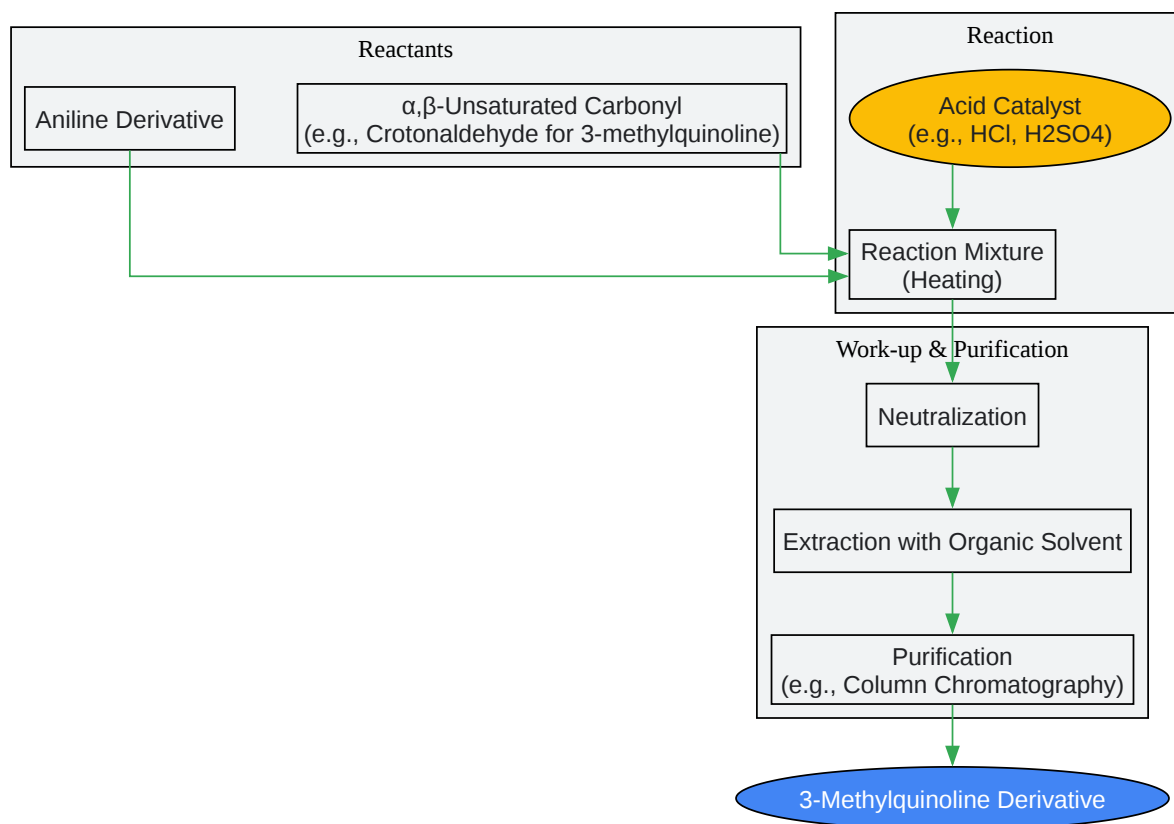 Reactants
Aniline Derivative
α,β-Unsaturated Carbonyl
(e.g., Crotonaldehyde for 3-methylquinoline)
Reaction
Acid Catalyst
(e.g., HCl, H2SO4)
Reaction Mixture
(Heating)
Work-up & Purification
Neutralization
Extraction with Organic Solvent
Purification
(e.g., Column Chromatography)
3-Methylquinoline Derivative